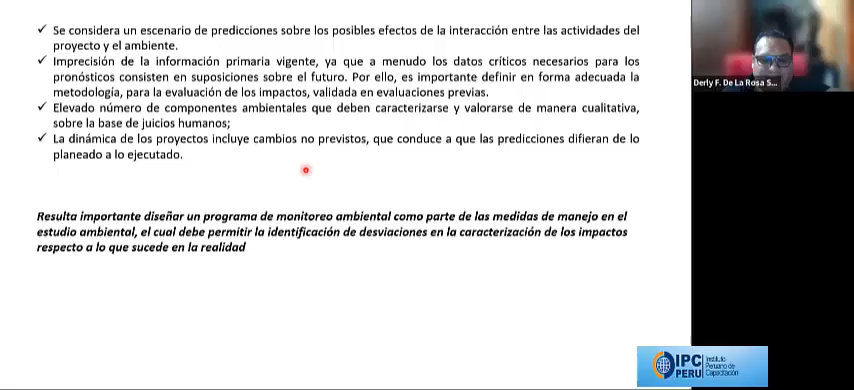 ✓ Se considera un escenario de predicciones sobre los posibles efectos de la interacción entre las actividades del
proyecto y el ambiente.
✓ Imprecisión de la información primaria vigente, ya que a menudo los datos críticos necesarios para los
pronósticos consisten en suposiciones sobre el futuro. Por ello, es importante definir en forma adecuada la
metodología, para la evaluación de los impactos, validada en evaluaciones previas.
✓ Elevado número de componentes ambientales que deben caracterizarse y valorarse de manera cualitativa,
sobre la base de juicios humanos;
✓ La dinámica de los proyectos incluye cambios no previstos, que conduce a que las predicciones difieran de lo
planeado a lo ejecutado.
Resulta importante diseñar un programa de monitoreo ambiental como parte de las medidas de manejo en el
estudio ambiental, el cual debe permitir la identificación de desviaciones en la caracterización de los impactos
respecto a lo que sucede en la realidad
Derly F. De La Rosa S...
IPC
PERU
Instituto
Peruano de
Capacitación